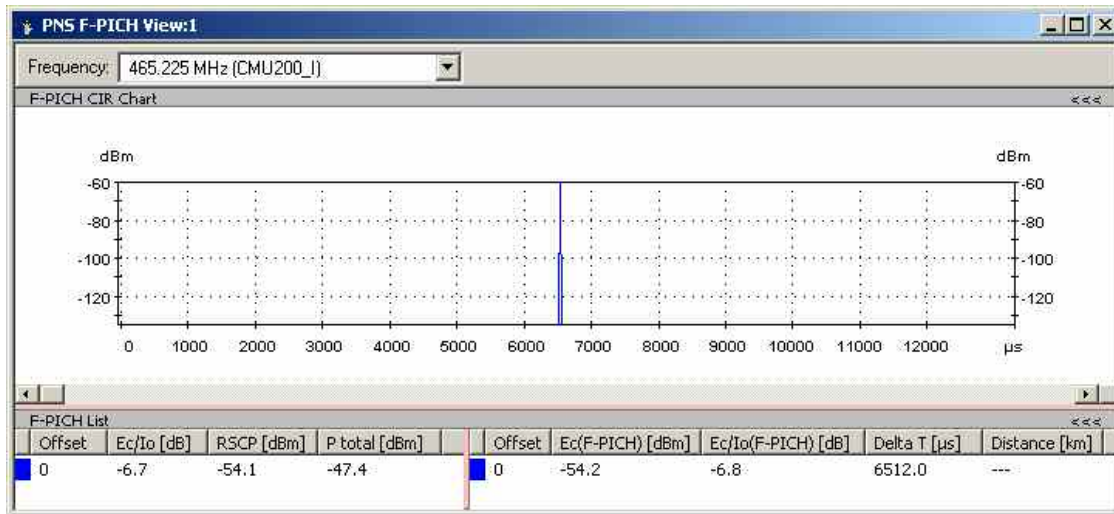 PNS F-PICH View:1
Frequency: 465.225 MHz (CMU200_I)
F-PICH CIR Chart <<<
dBm dBm
-60 -60
-80 -80
-100 -100
-120 -120
0 1000 2000 3000 4000 5000 6000 7000 8000 9000 10000 11000 12000 µs
F-PICH List <<<
Offset Ec/Io [dB] RSCP [dBm] P total [dBm] Offset Ec(F-PICH) [dBm] Ec/Io(F-PICH) [dB] Delta T [µs] Distance [km]
0 -6.7 -54.1 -47.4 0 -54.2 -6.8 6512.0 ---